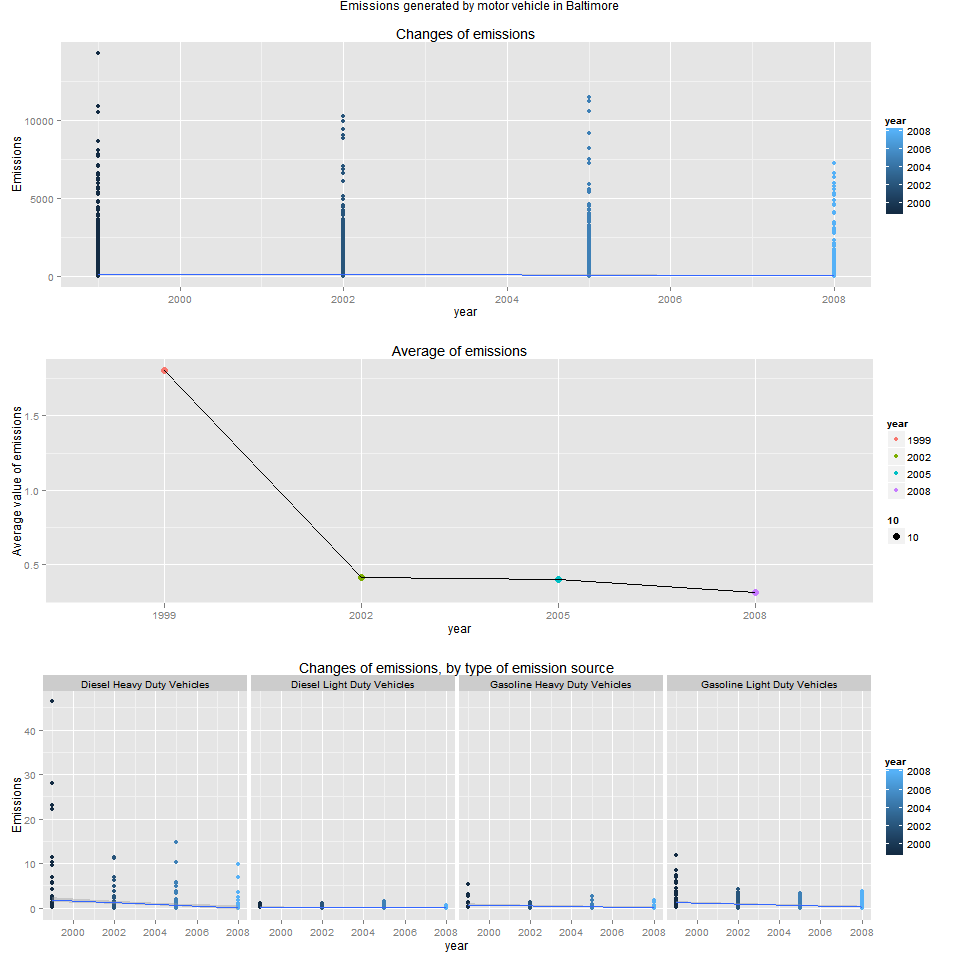 Emissions generated by motor vehicle in Baltimore
Changes of emissions
Emissions
10000
5000
0
2000 2002 2004 2006 2008
year
year
2008
2006
2004
2002
2000
Average of emissions
Average value of emissions
1.5
1.0
0.5
1999 2002 2005 2008
year
year
1999
2002
2005
2008
10
10
Changes of emissions, by type of emission source
Diesel Heavy Duty Vehicles Diesel Light Duty Vehicles Gasoline Heavy Duty Vehicles Gasoline Light Duty Vehicles
Emissions
40
30
20
10
0
2000 2002 2004 2006 2008 2000 2002 2004 2006 2008 2000 2002 2004 2006 2008 2000 2002 2004 2006 2008
year
year
2008
2006
2004
2002
2000